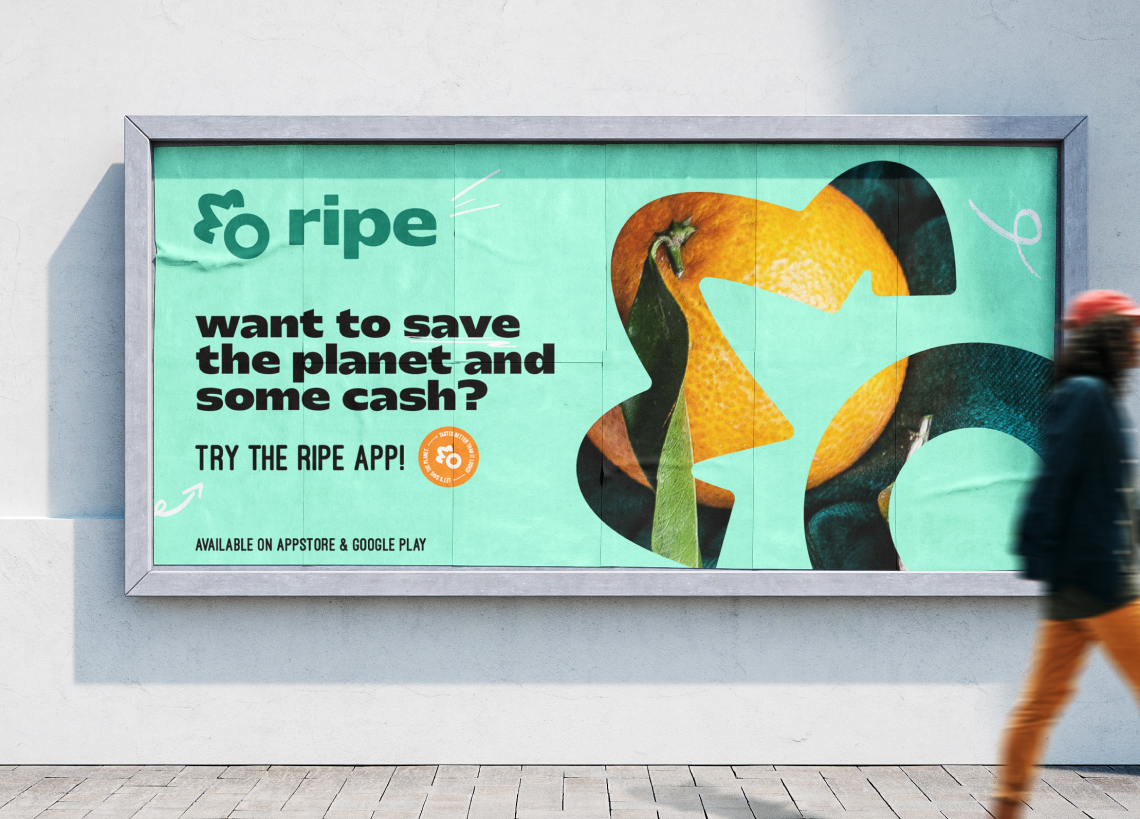 ripe
want to save
the planet and
some cash?
TRY THE RIPE APP!
AVAILABLE ON APPSTORE & GOOGLE PLAY